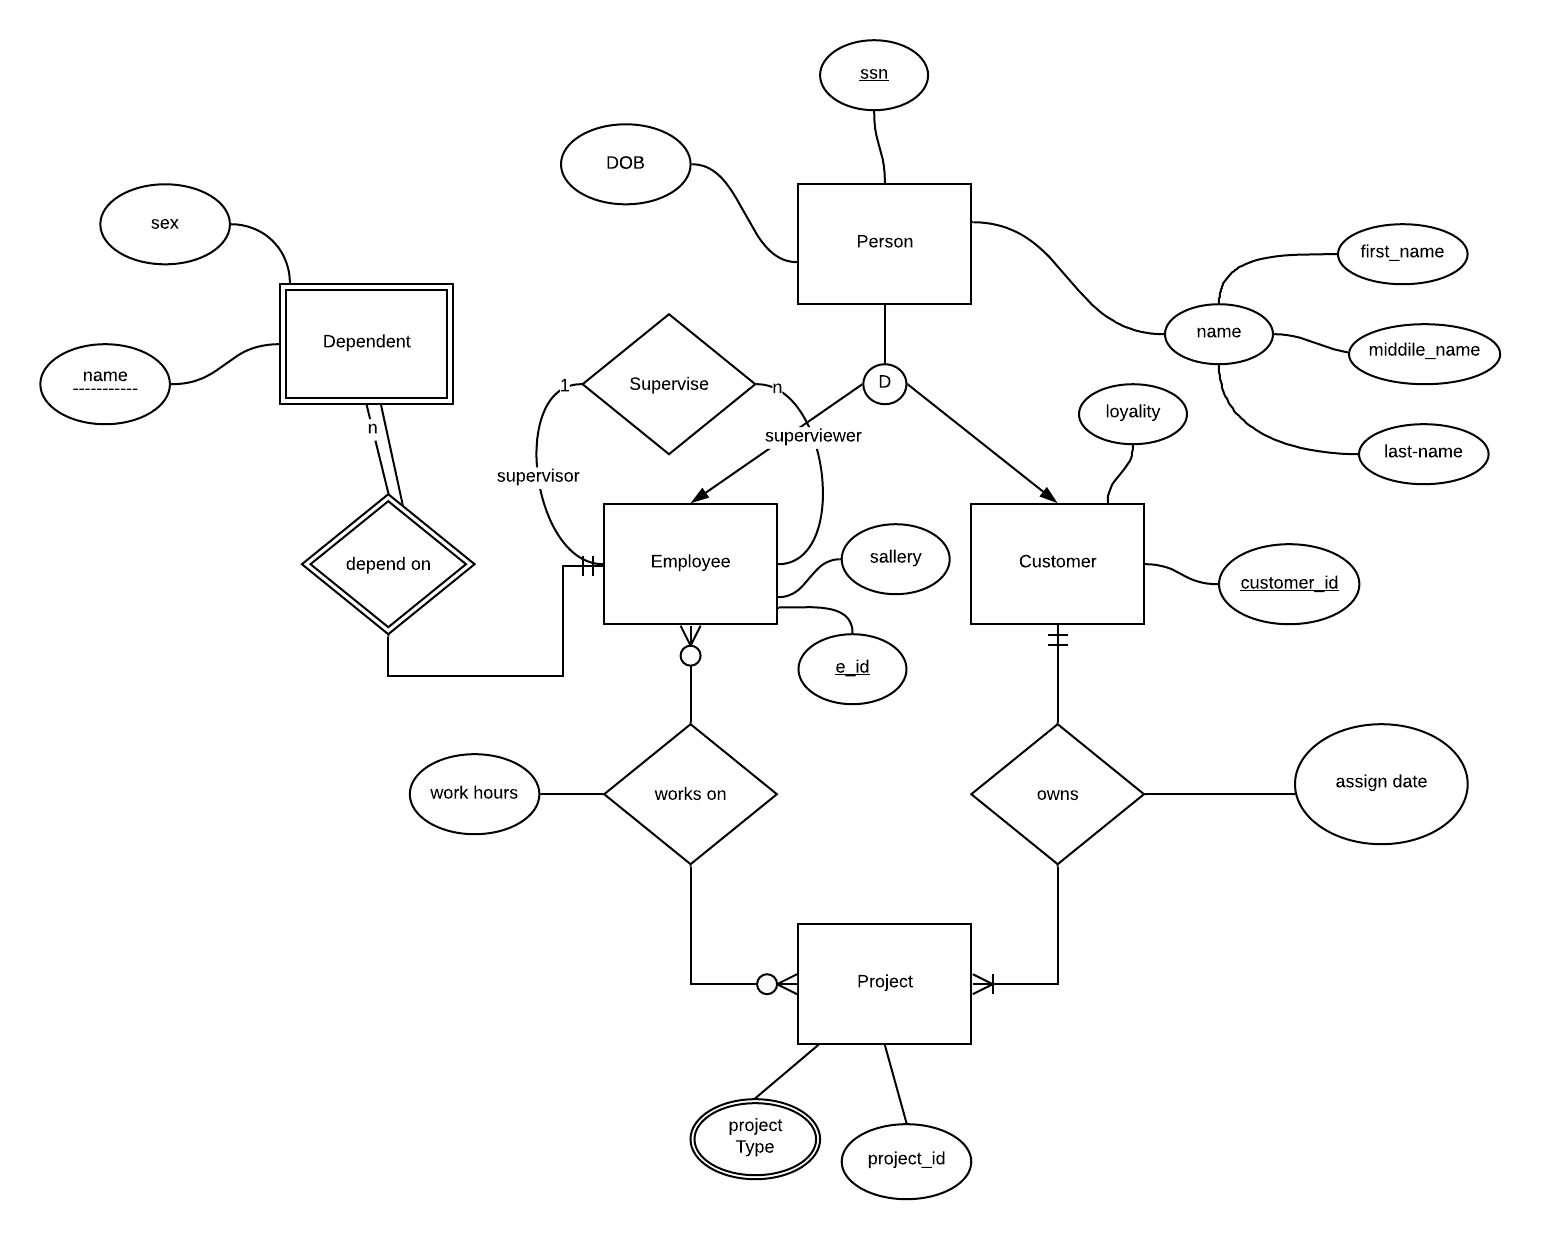 ssn
DOB
sex
Person
first_name
name
Dependent
middile_name
name
-----------
Supervise
D
1
n
loyality
n
superviewer
last-name
supervisor
depend on
Employee
sallery
Customer
customer_id
e_id
work hours
works on
owns
assign date
Project
project
Type
project_id